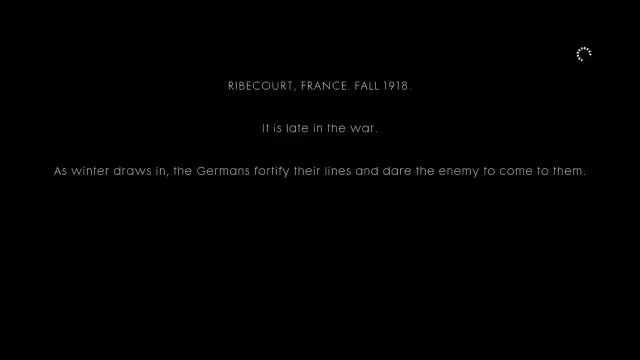 RIBECOURT, FRANCE. FALL 1918.
It is late in the war.
As winter draws in, the Germans fortify their lines and dare the enemy to come to them.